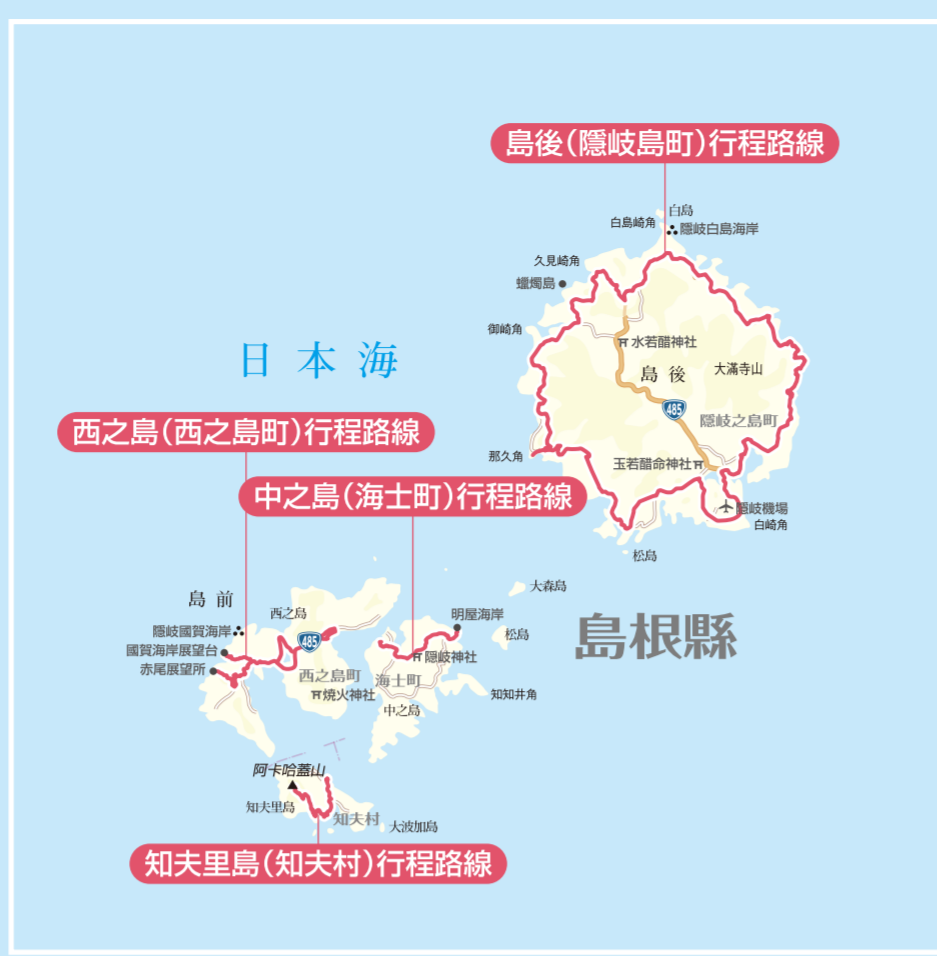 島後(隱岐島町)行程路線
白島
白島崎角
隱岐白島海岸
久見崎角
蠟燭島
御崎角
水若醋神社
日本海
島後
大滿寺山
485
隱岐之島町
西之島(西之島町)行程路線
那久角
玉若醋命神社
中之島(海士町)行程路線
隱岐機場
白崎角
松島
大森島
島前
西之島
明屋海岸
隱岐國賀海岸
485
松島
島根縣
國賀海岸展望台
隠岐神社
赤尾展望所
西之島町
海士町
焼火神社
知知井角
中之島
阿卡哈蓋山
知夫里島
知夫村
大波加島
知夫里島(知夫村)行程路線